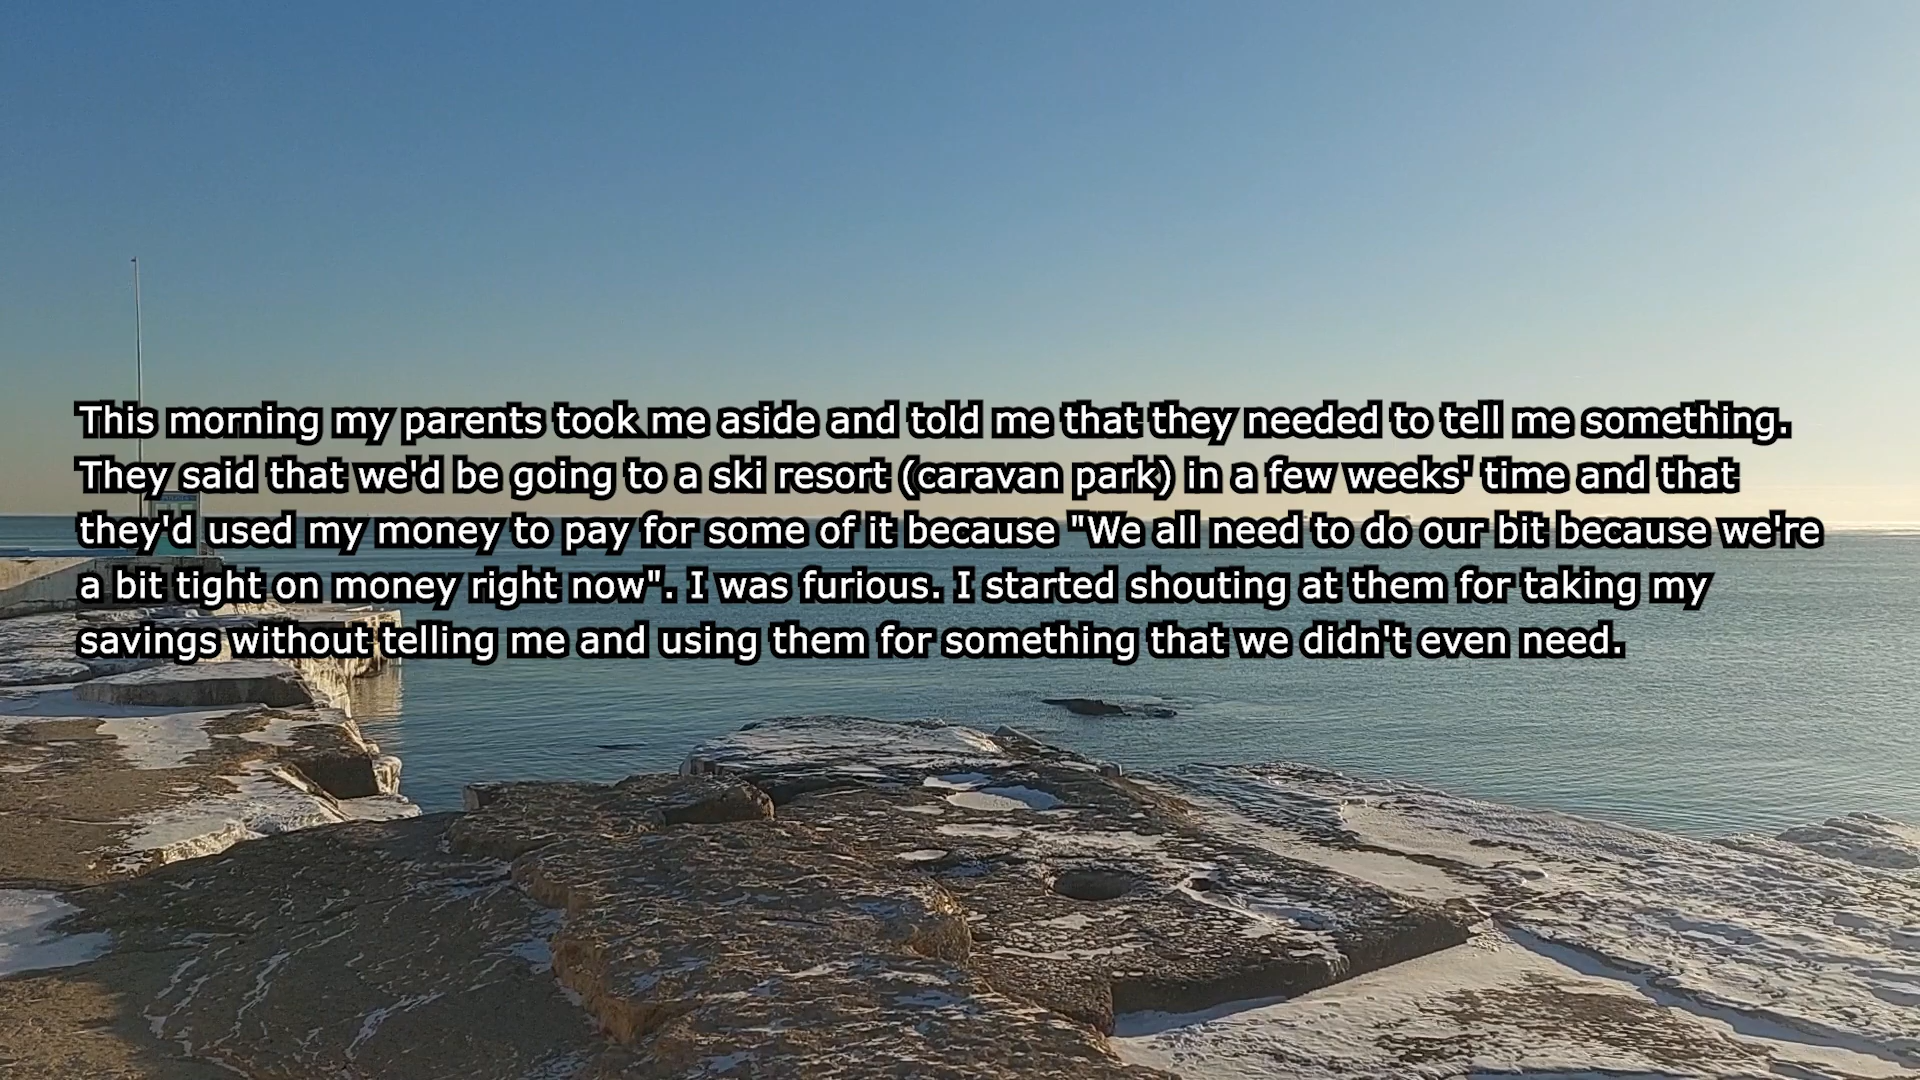 This morning my parents took me aside and told me that they needed to tell me something.
They said that we'd be going to a ski resort (caravan park) in a few weeks' time and that
they'd used my money to pay for some of it because "We all need to do our bit because we're
a bit tight on money right now". I was furious. I started shouting at them for taking my
savings without telling me and using them for something that we didn't even need.